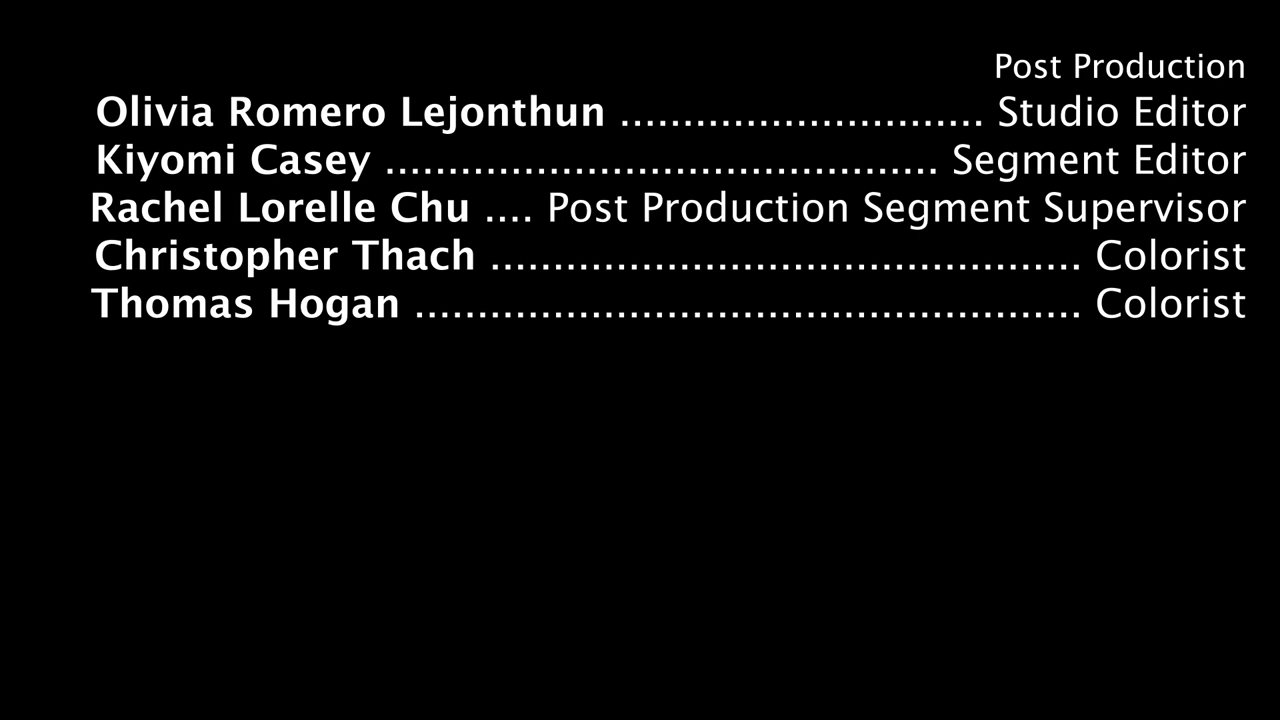 Post Production
Olivia Romero Lejonthun ............................. Studio Editor
Kiyomi Casey ............................................ Segment Editor
Rachel Lorelle Chu .... Post Production Segment Supervisor
Christopher Thach ............................................... Colorist
Thomas Hogan ..................................................... Colorist